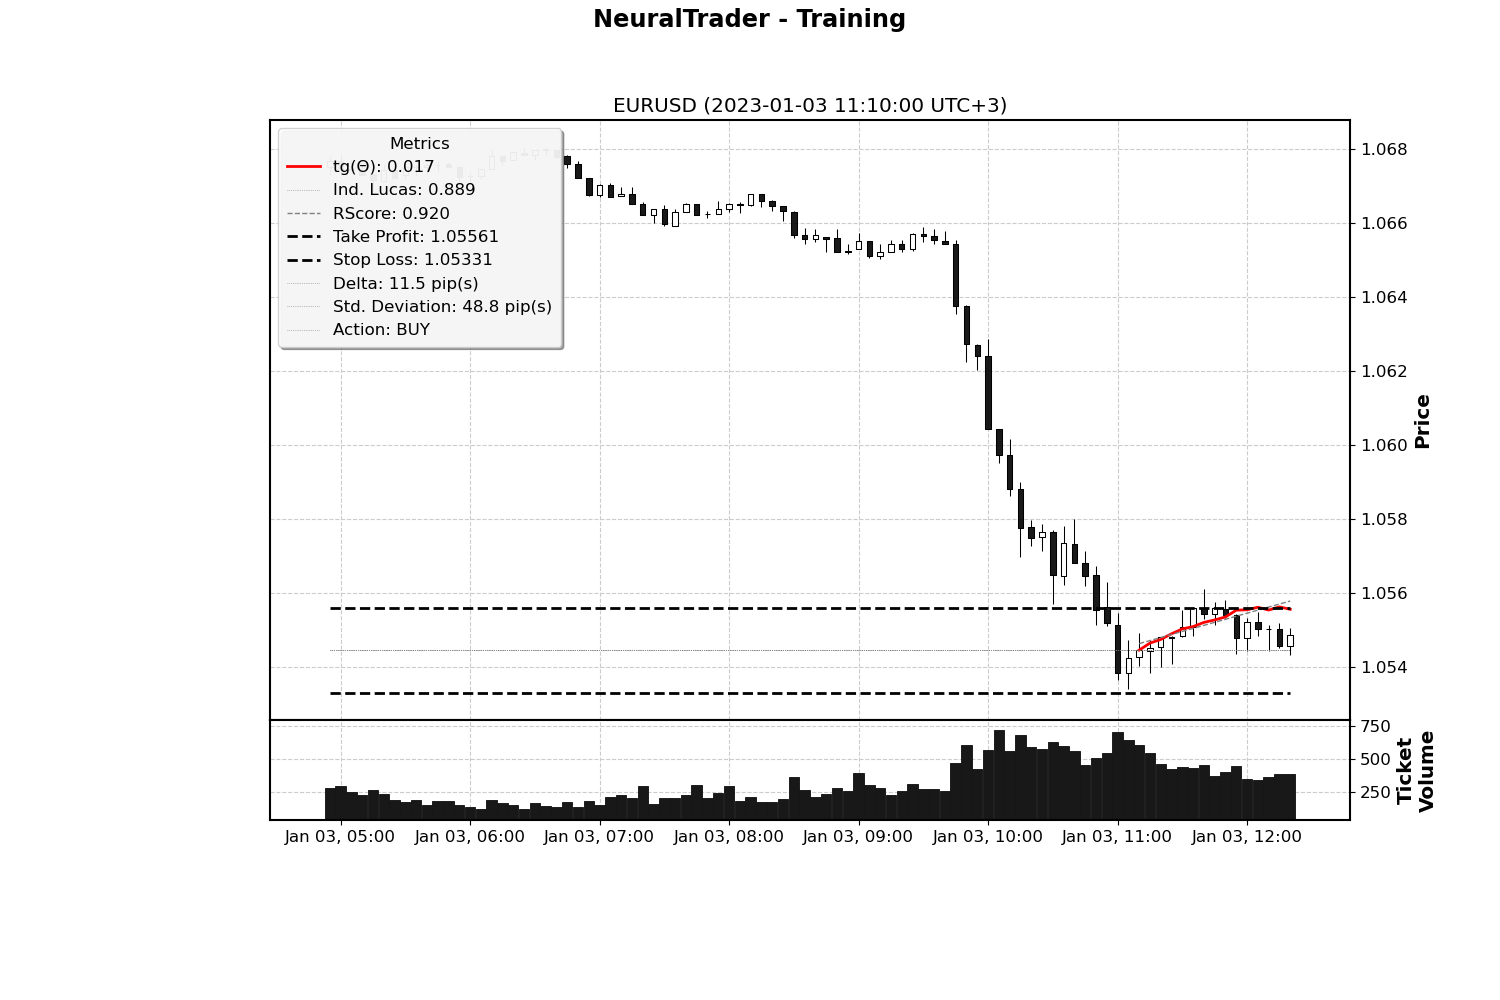 NeuralTrader - Training
EURUSD (2023-01-03 11:10:00 UTC+3)
Metrics
tg(Θ): 0.017
Ind. Lucas: 0.889
RScore: 0.920
Take Profit: 1.05561
Stop Loss: 1.05331
Delta: 11.5 pip(s)
Std. Deviation: 48.8 pip(s)
Action: BUY
1.068
1.066
1.064
1.062
1.060
1.058
1.056
1.054
Price
750
500
250
Ticket
Volume
Jan 03, 05:00
Jan 03, 06:00
Jan 03, 07:00
Jan 03, 08:00
Jan 03, 09:00
Jan 03, 10:00
Jan 03, 11:00
Jan 03, 12:00